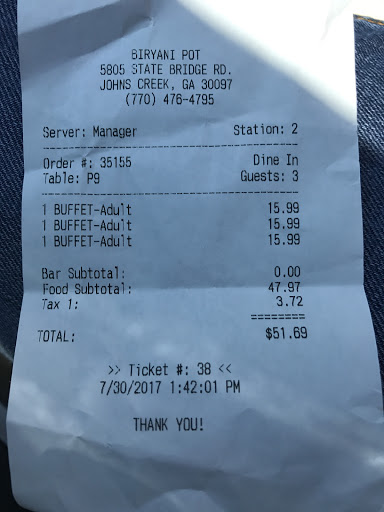 BIRYANI POT
5805 STATE BRIDGE RD.
JOHNS CREEK, GA 30097
(770) 476-4795
Server: Manager Station: 2
Order #: 35155 Dine In
Table: P9 Guests: 3
1 BUFFET-Adult 15.99
1 BUFFET-Adult 15.99
1 BUFFET-Adult 15.99
Bar Subtotal: 0.00
Food Subtotal: 47.97
Tax 1: 3.72
========
TOTAL: $51.69
>> Ticket #: 38 <<
7/30/2017 1:42:01 PM
THANK YOU!